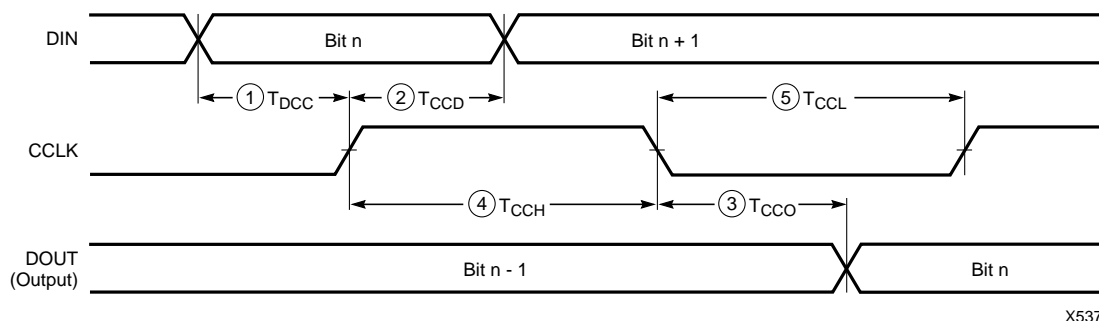 DIN
Bit n
Bit n + 1
1 TDCC
2 TCCD
5 TCCL
CCLK
4 TCCH
3 TCCO
DOUT
(Output)
Bit n - 1
Bit n
X537